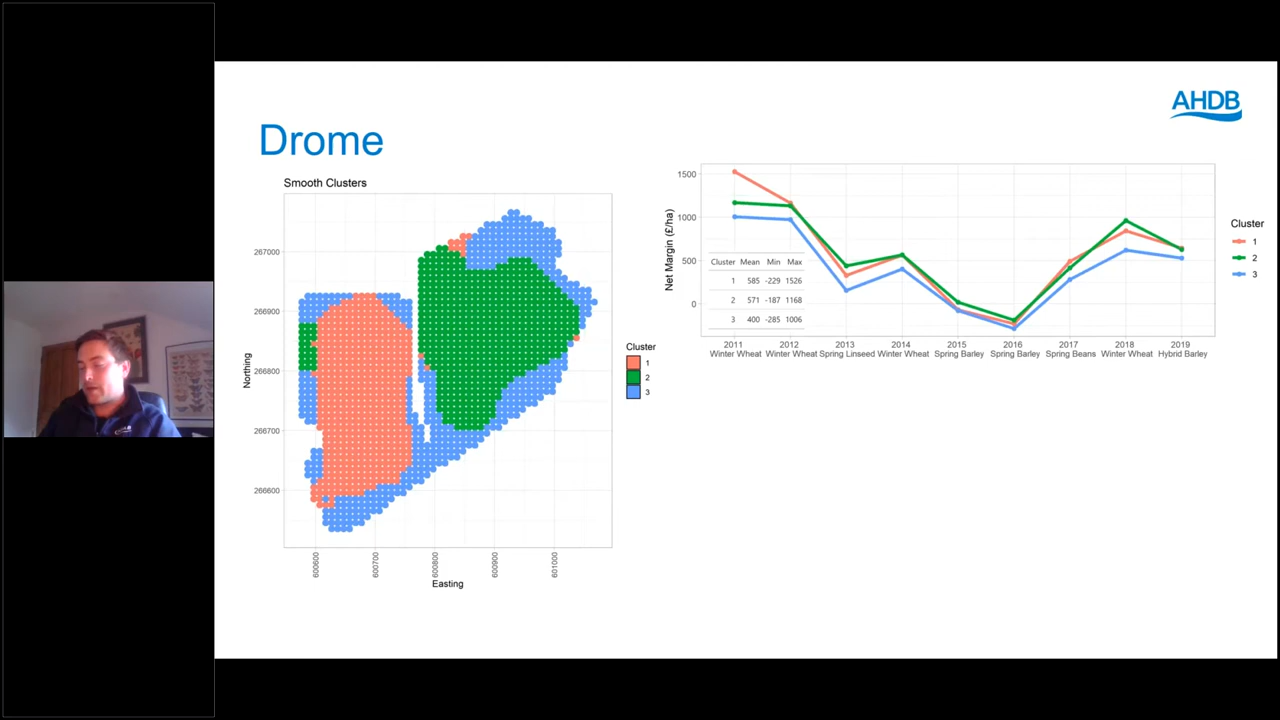 AHDB
Drome
Smooth Clusters
Northing
267000
266900
266800
266700
266600
600600
600700
600800
600900
601000
Easting
Cluster
1
2
3
Net Margin (£/ha)
1500
1000
500
0
Cluster Mean Min Max
1 585 -229 1526
2 571 -187 1168
3 400 -285 1006
2011 2012 2013 2014 2015 2016 2017 2018 2019
Winter Wheat Winter Wheat Spring Linseed Winter Wheat Spring Barley Spring Barley Spring Beans Winter Wheat Hybrid Barley
Cluster
1
2
3